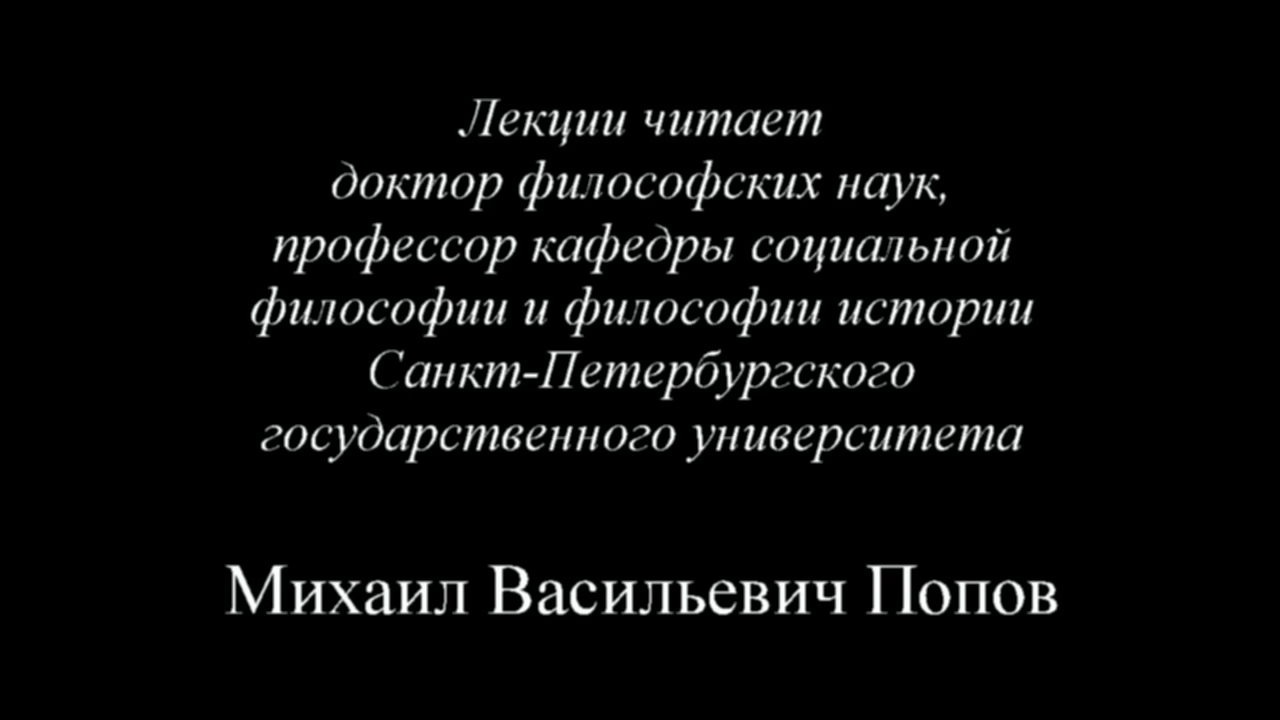 Лекции читает
доктор философских наук,
профессор кафедры социальной
философии и философии истории
Санкт-Петербургского
государственного университета
Михаил Васильевич Попов